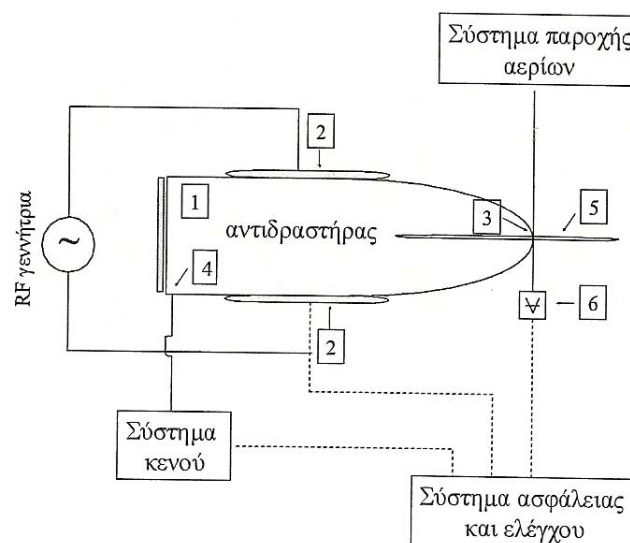 Σύστημα παροχής
αερίων
2
1
3
5
αντιδραστήρας
RF γεννήτρια
~
4
6
2
Σύστημα
κενού
Σύστημα ασφάλειας
και ελέγχου